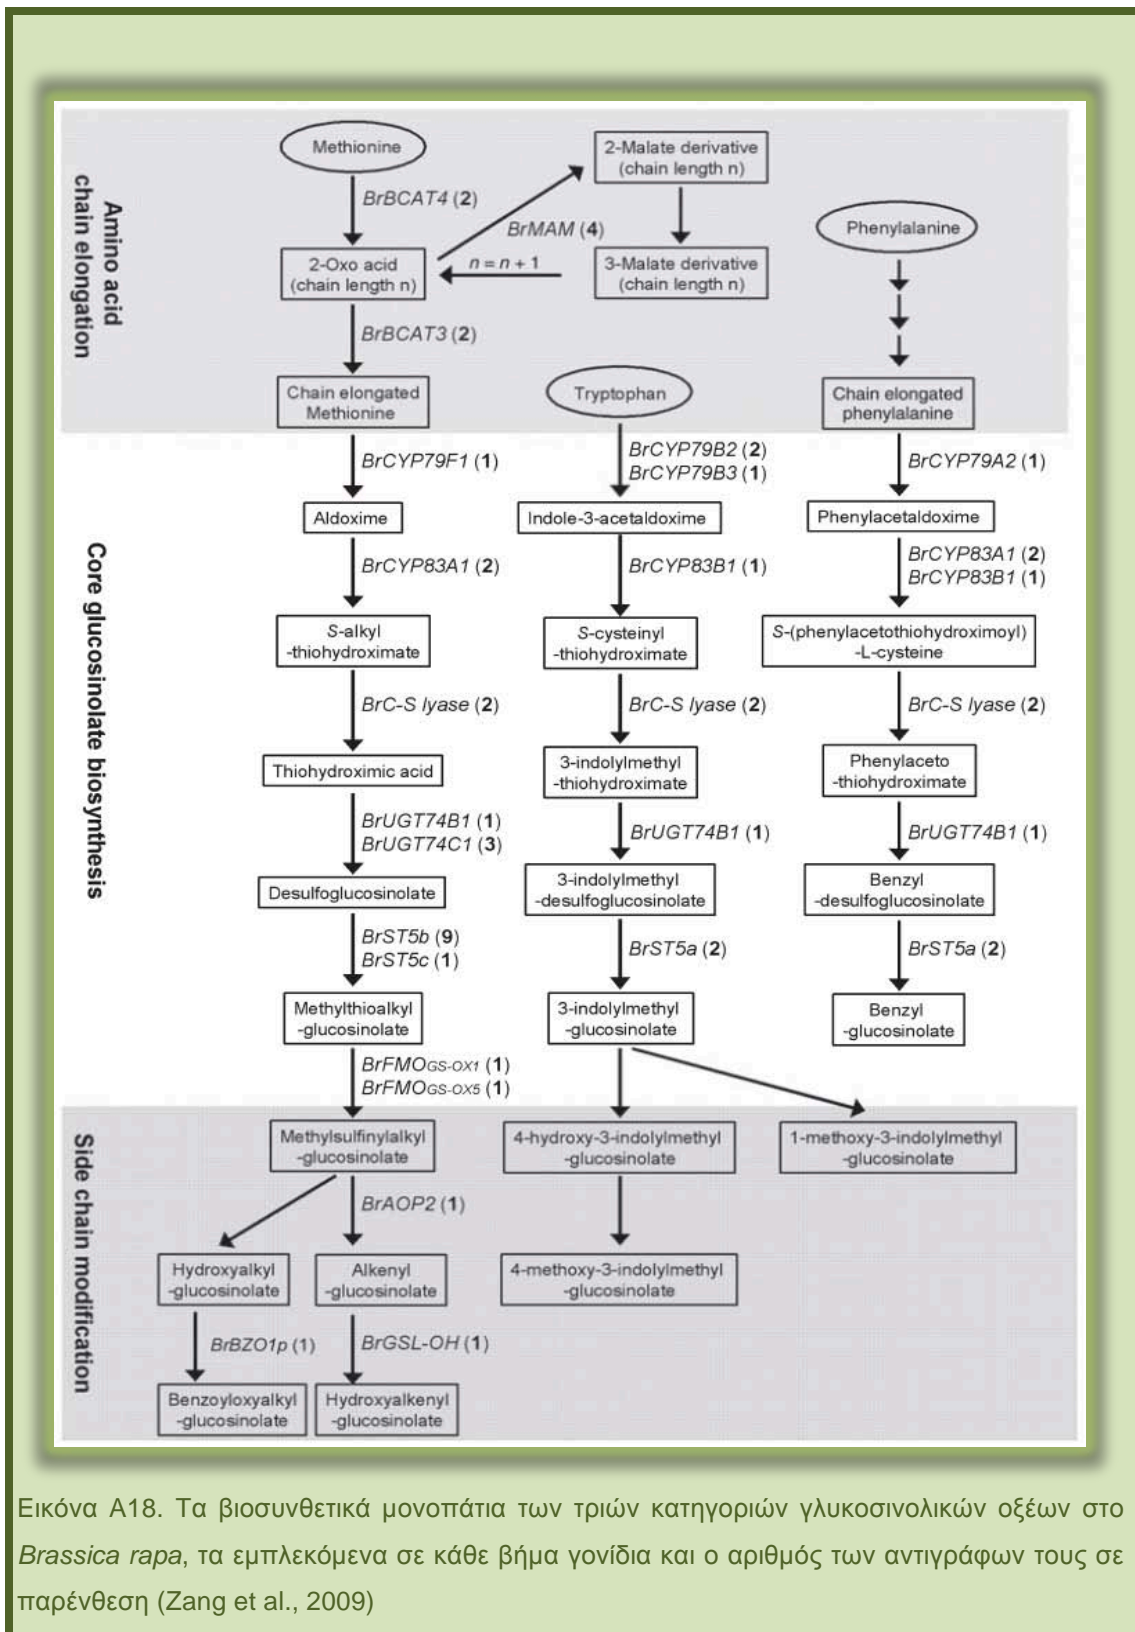 Amino acid
chain elongation
Methionine
2-Malate derivative
(chain length n)
BrBCAT4 (2)
BrMAM (4)
Phenylalanine
2-Oxo acid
(chain length n)
n = n + 1
3-Malate derivative
(chain length n)
BrBCAT3 (2)
Chain elongated
Methionine
Tryptophan
Chain elongated
phenylalanine
Core glucosinolate biosynthesis
BrCYP79F1 (1)
BrCYP79B2 (2)
BrCYP79B3 (1)
BrCYP79A2 (1)
Aldoxime
Indole-3-acetaldoxime
Phenylacetaldoxime
BrCYP83A1 (2)
BrCYP83B1 (1)
BrCYP83A1 (2)
BrCYP83B1 (1)
S-alkyl
-thiohydroximate
S-cysteinyl
-thiohydroximate
S-(phenylacetothiohydroximoyl)
-L-cysteine
BrC-S lyase (2)
BrC-S lyase (2)
BrC-S lyase (2)
Thiohydroximic acid
3-indolylmethyl
-thiohydroximate
Phenylaceto
-thiohydroximate
BrUGT74B1 (1)
BrUGT74C1 (3)
BrUGT74B1 (1)
BrUGT74B1 (1)
Desulfoglucosinolate
3-indolylmethyl
-desulfoglucosinolate
Benzyl
-desulfoglucosinolate
BrST5b (9)
BrST5c (1)
BrST5a (2)
BrST5a (2)
Methylthioalkyl
-glucosinolate
3-indolylmethyl
-glucosinolate
Benzyl
-glucosinolate
BrFMOGS-OX1 (1)
BrFMOGS-OX5 (1)
Side chain modification
Methylsulfinylalkyl
-glucosinolate
4-hydroxy-3-indolylmethyl
-glucosinolate
1-methoxy-3-indolylmethyl
-glucosinolate
BrAOP2 (1)
Hydroxyalkyl
-glucosinolate
Alkenyl
-glucosinolate
4-methoxy-3-indolylmethyl
-glucosinolate
BrBZO1p (1)
BrGSL-OH (1)
Benzoyloxyalkyl
-glucosinolate
Hydroxyalkenyl
-glucosinolate
Εικόνα Α18. Τα βιοσυνθετικά μονοπάτια των τριών κατηγοριών γλυκοσινολικών οξέων στο
Brassica rapa, τα εμπλεκόμενα σε κάθε βήμα γονίδια και ο αριθμός των αντιγράφων τους σε
παρένθεση (Zang et al., 2009)